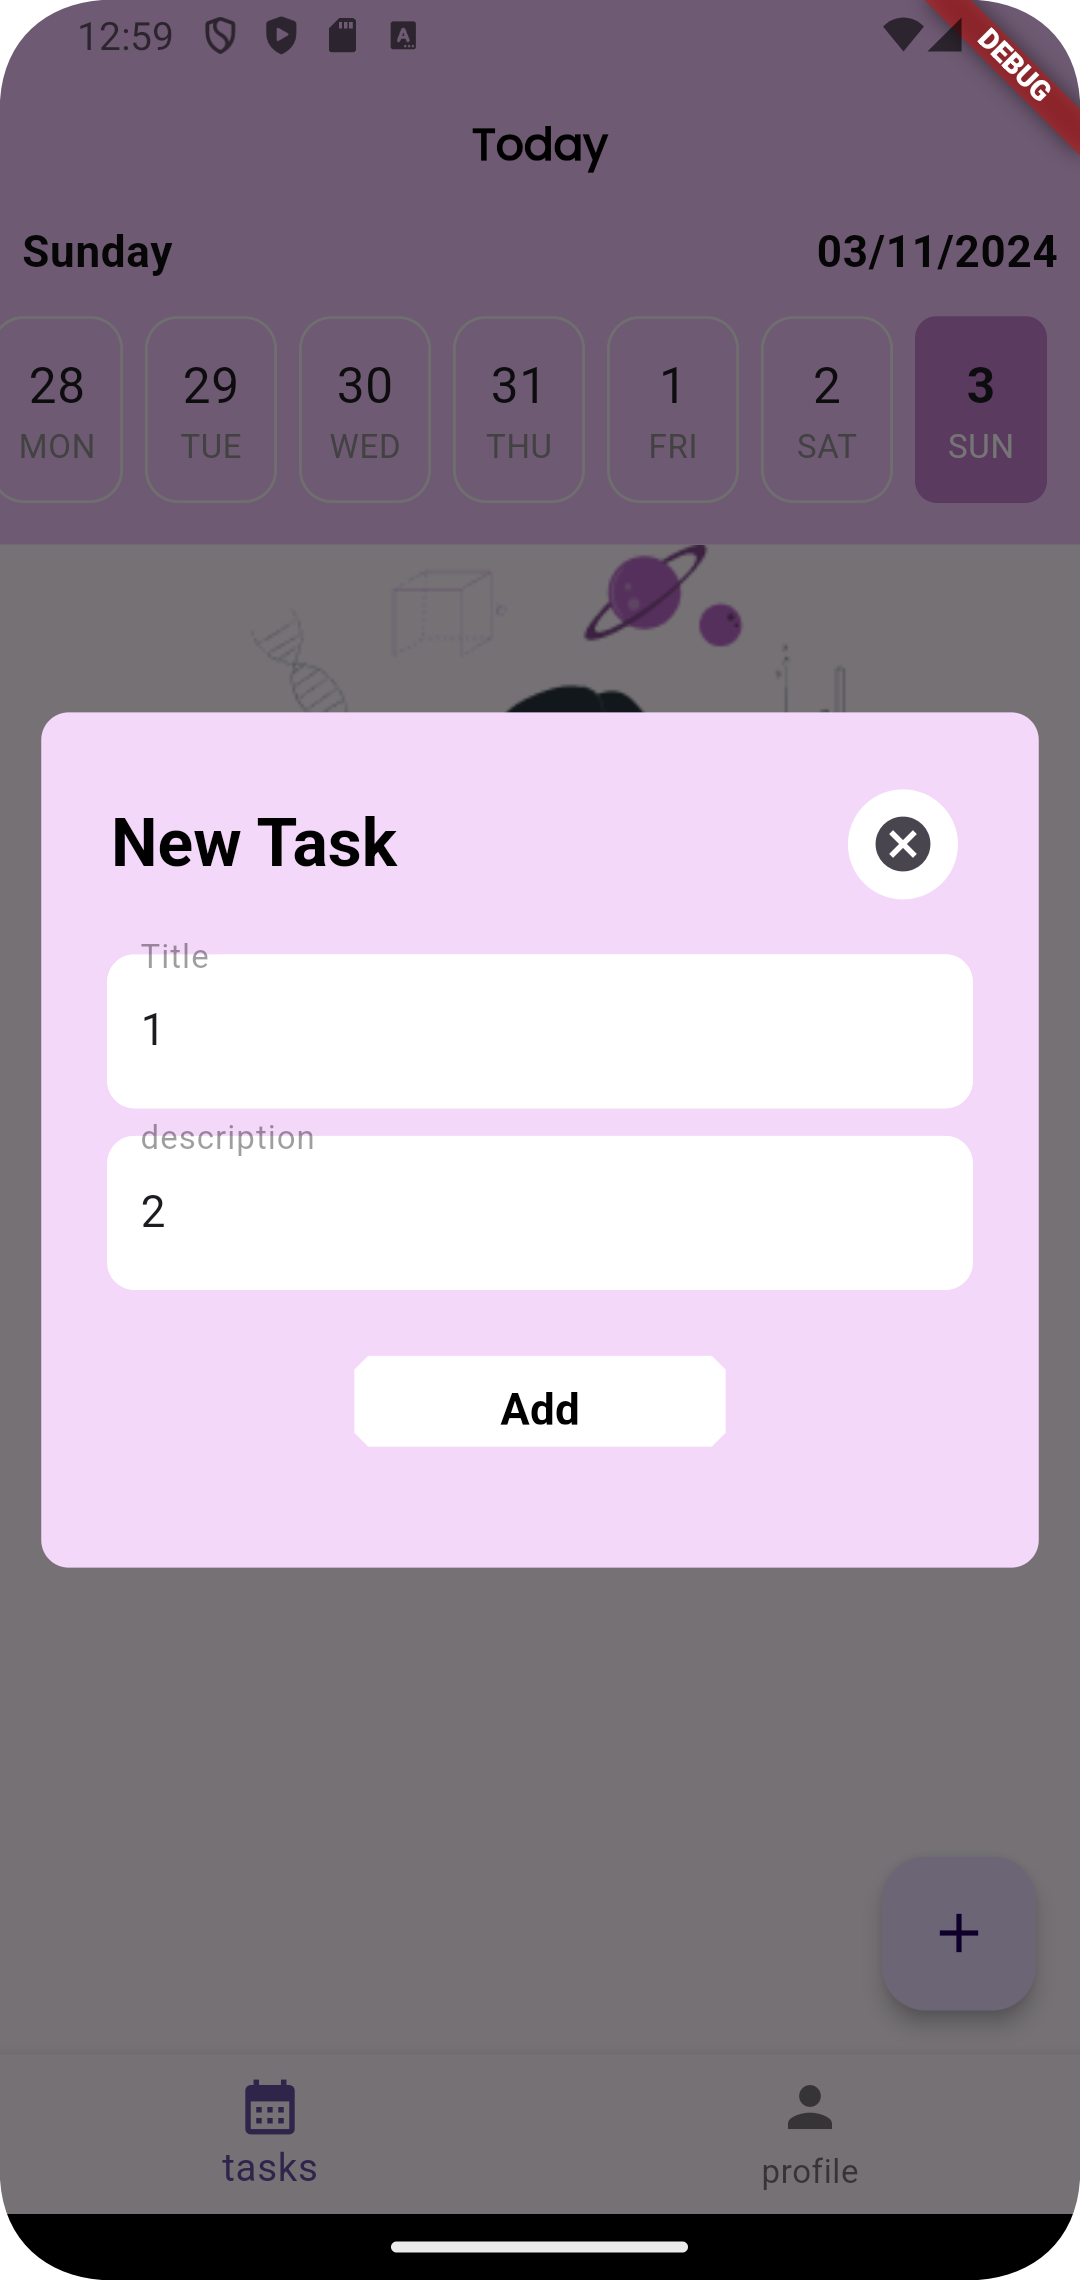 12:59
DEBUG
Today
Sunday 03/11/2024
28 29 30 31 1 2 3
MON TUE WED THU FRI SAT SUN
New Task
Title
1
description
2
Add
tasks profile